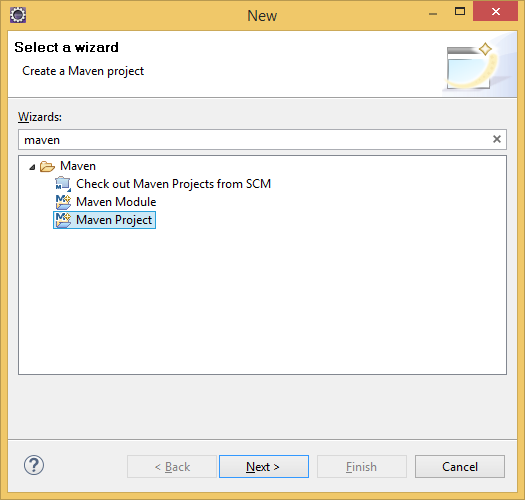 New
Select a wizard
Create a Maven project
Wizards:
maven
Maven
Check out Maven Projects from SCM
Maven Module
Maven Project
< Back
Next >
Finish
Cancel